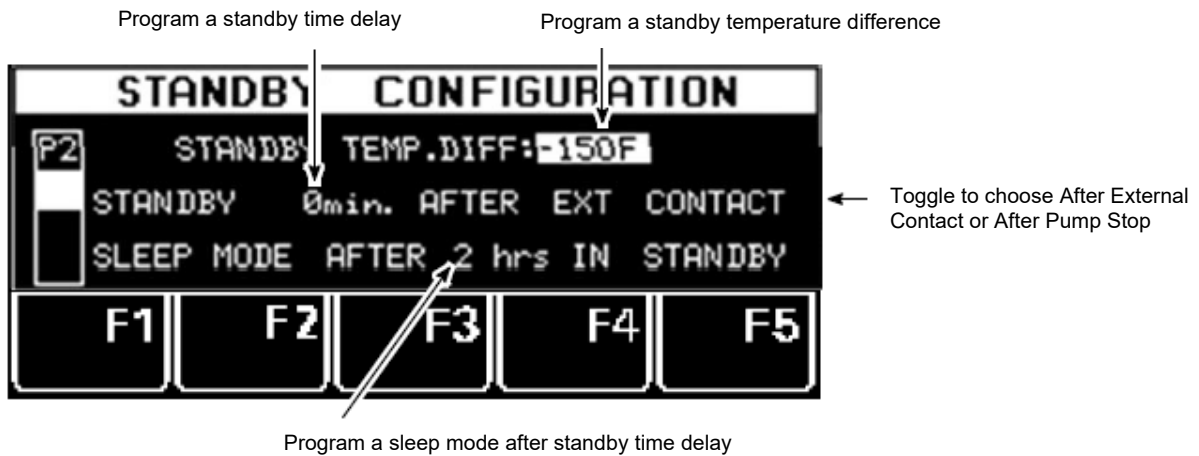 Program a standby time delay
Program a standby temperature difference
STANDBY CONFIGURATION
P2
STANDBY TEMP.DIFF:-150F
STANDBY 0min. AFTER EXT CONTACT
Toggle to choose After External
Contact or After Pump Stop
SLEEP MODE AFTER 2 hrs IN STANDBY
F1 F2 F3 F4 F5
Program a sleep mode after standby time delay